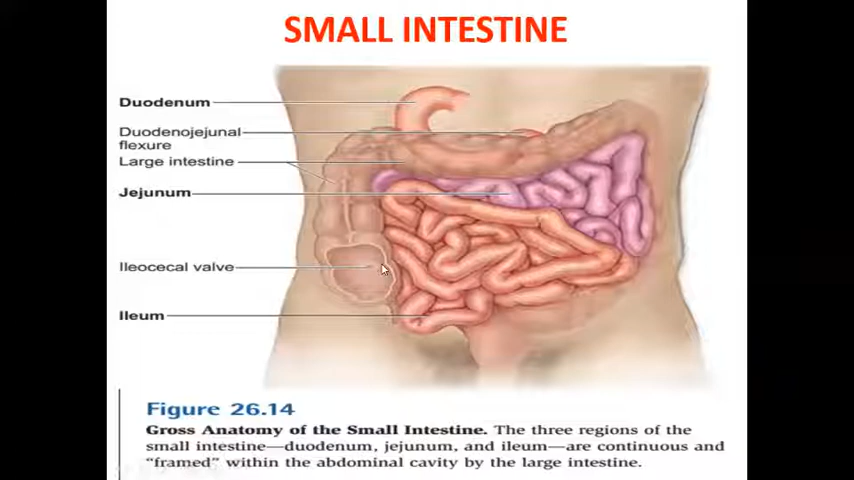 SMALL INTESTINE
Duodenum
Duodenojejunal
flexure
Large intestine
Jejunum
Ileocecal valve
Ileum
Figure 26.14
Gross Anatomy of the Small Intestine. The three regions of the
small intestine—duodenum, jejunum, and ileum—are continuous and
"framed" within the abdominal cavity by the large intestine.